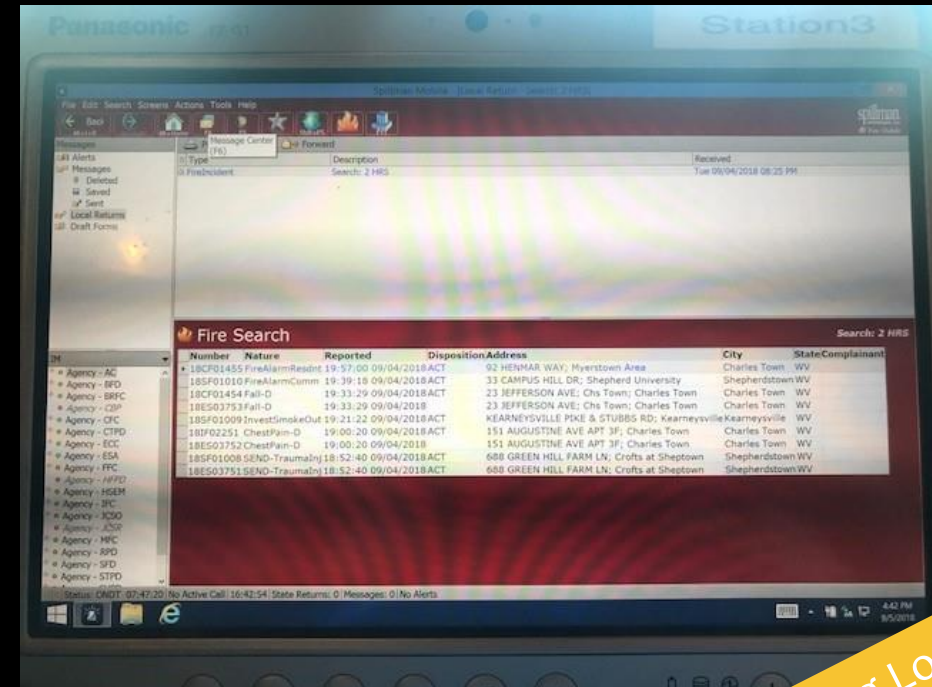 Panasonic
Station3
Spillman Mobile
File Edit Search Screens Actions Tools Help
Back
spillman
Message Center
(F6)
Forward
Messages
Alerts
Messages
Deleted
Saved
Sent
Local Returns
Draft Forms
Type Description Received
FireIncident Search: 2 HRS Tue 09/04/2018 08:25 PM
Fire Search Search: 2 HRS
Number Nature Reported Disposition Address City State Complainant
18CF01455 FireAlarmResdnt 19:57:00 09/04/2018 ACT 92 HENMAR WAY; Myerstown Area Charles Town WV
18SF01010 FireAlarmComm 19:39:18 09/04/2018 ACT 33 CAMPUS HILL DR; Shepherd University Shepherdstown WV
18CF01454 Fall-D 19:33:29 09/04/2018 ACT 23 JEFFERSON AVE; Chs Town; Charles Town Charles Town WV
18ES03753 Fall-D 19:33:29 09/04/2018 23 JEFFERSON AVE; Chs Town; Charles Town Charles Town WV
18SF01009 InvestSmokeOut 19:21:22 09/04/2018 ACT KEARNEYSVILLE PIKE & STUBBS RD; Kearneysville Kearneysville WV
18IF02251 ChestPain-D 19:00:20 09/04/2018 ACT 151 AUGUSTINE AVE APT 3F; Charles Town Charles Town WV
18ES03752 ChestPain-D 19:00:20 09/04/2018 151 AUGUSTINE AVE APT 3F; Charles Town Charles Town WV
18SF01008 SEND-TraumaInj 18:52:40 09/04/2018 ACT 688 GREEN HILL FARM LN; Crofts at Sheptown Shepherdstown WV
18ES03751 SEND-TraumaInj 18:52:40 09/04/2018 ACT 688 GREEN HILL FARM LN; Crofts at Sheptown Shepherdstown WV
IM
Agency - AC
Agency - BFD
Agency - BRFC
Agency - CBP
Agency - CFC
Agency - CTPD
Agency - ECC
Agency - ESA
Agency - FFC
Agency - HFPD
Agency - HSEM
Agency - IFC
Agency - JCSO
Agency - JCSR
Agency - MFC
Agency - RPD
Agency - SFD
Agency - STPD
Status: ONDT 07:47:20 No Active Call 16:42:54 State Returns: 0 Messages: 0 No Alerts
4:42 PM
9/5/2018